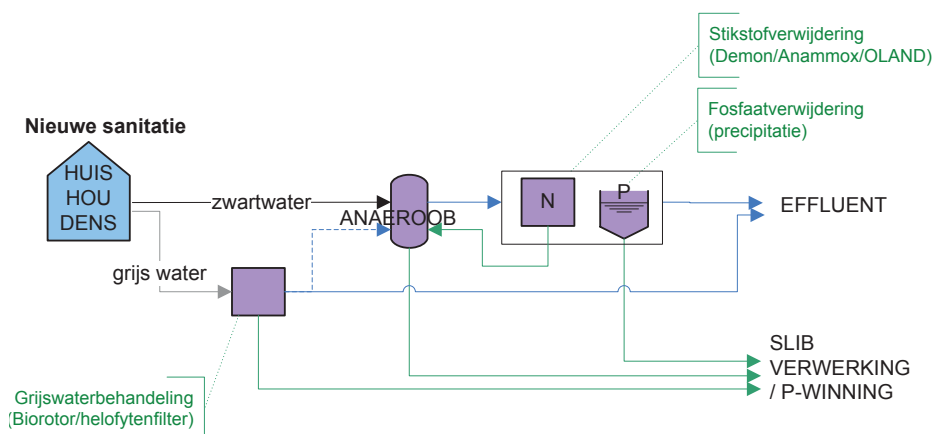 Stikstofverwijdering
(Demon/Anammox/OLAND)
Fosfaatverwijdering
(precipitatie)
Nieuwe sanitatie
HUIS
HOU
DENS
zwartwater
ANAEROOB
N
P
EFFLUENT
grijs water
SLIB
VERWERKING
/ P-WINNING
Grijswaterbehandeling
(Biorotor/helofytenfilter)